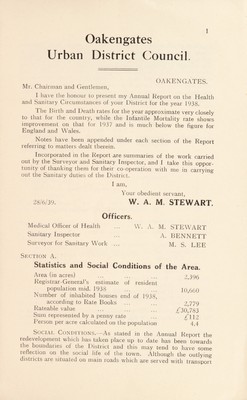 1
Oakengates
Urban District Council.
OAKENGATES.
Mr. Chairman and Gentlemen,
I have the honour to present my Annual Report on the Health
and Sanitary Circumstances of your District for the year 1938.
The Birth and Death rates for the year approximate very closely
to that for the country, while the Infantile Mortality rate shows
improvement on that for 1937 and is much below the figure for
England and Wales.
Notes have been appended under each section of the Report
referring to matters dealt therein.
Incorporated in the Report are summaries of the work carried
out by the Surveyor and Sanitary Inspector, and I take this oppor-
tunity of thanking them for their co-operation with me in carrying
out the Sanitary duties of the District.
I am,
Your obedient servant,
28/6/39. W. A. M. STEWART.
Officers.
Medical Officer of Health ... W. A. M. STEWART
Sanitary Inspector ... A. BENNETT
Surveyor for Sanitary Work ... M. S. LEE
SECTION A.
Statistics and Social Conditions of the Area.
Area (in acres) ... 2,396
Registrar-General's estimate of resident
population mid. 1938 10,660
Number of inhabited houses end of 1938,
according to Rate Books ... 2,779
Rateable value ... £30,783
Sum represented by a penny rate ... £112
Person per acre calculated on the population 4.4
SOCIAL CONDITIONS.—As stated in the Annual Report the
redevelopment which has taken place up to date has been towards
the boundaries of the District and this may tend to have some
reflection on the social life of the town. Although the outlying
districts are situated on main roads which are served with transport